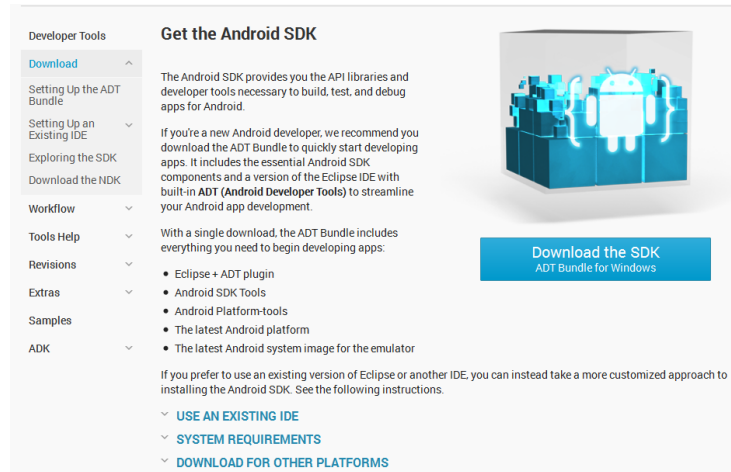 Developer Tools
Download
Setting Up the ADT
Bundle
Setting Up an
Existing IDE
Exploring the SDK
Download the NDK
Workflow
Tools Help
Revisions
Extras
Samples
ADK
Get the Android SDK
The Android SDK provides you the API libraries and
developer tools necessary to build, test, and debug
apps for Android.
If you're a new Android developer, we recommend you
download the ADT Bundle to quickly start developing
apps. It includes the essential Android SDK
components and a version of the Eclipse IDE with
built-in ADT (Android Developer Tools) to streamline
your Android app development.
With a single download, the ADT Bundle includes
everything you need to begin developing apps:
• Eclipse + ADT plugin
• Android SDK Tools
• Android Platform-tools
• The latest Android platform
• The latest Android system image for the emulator
Download the SDK
ADT Bundle for Windows
If you prefer to use an existing version of Eclipse or another IDE, you can instead take a more customized approach to
installing the Android SDK. See the following instructions.
USE AN EXISTING IDE
SYSTEM REQUIREMENTS
DOWNLOAD FOR OTHER PLATFORMS